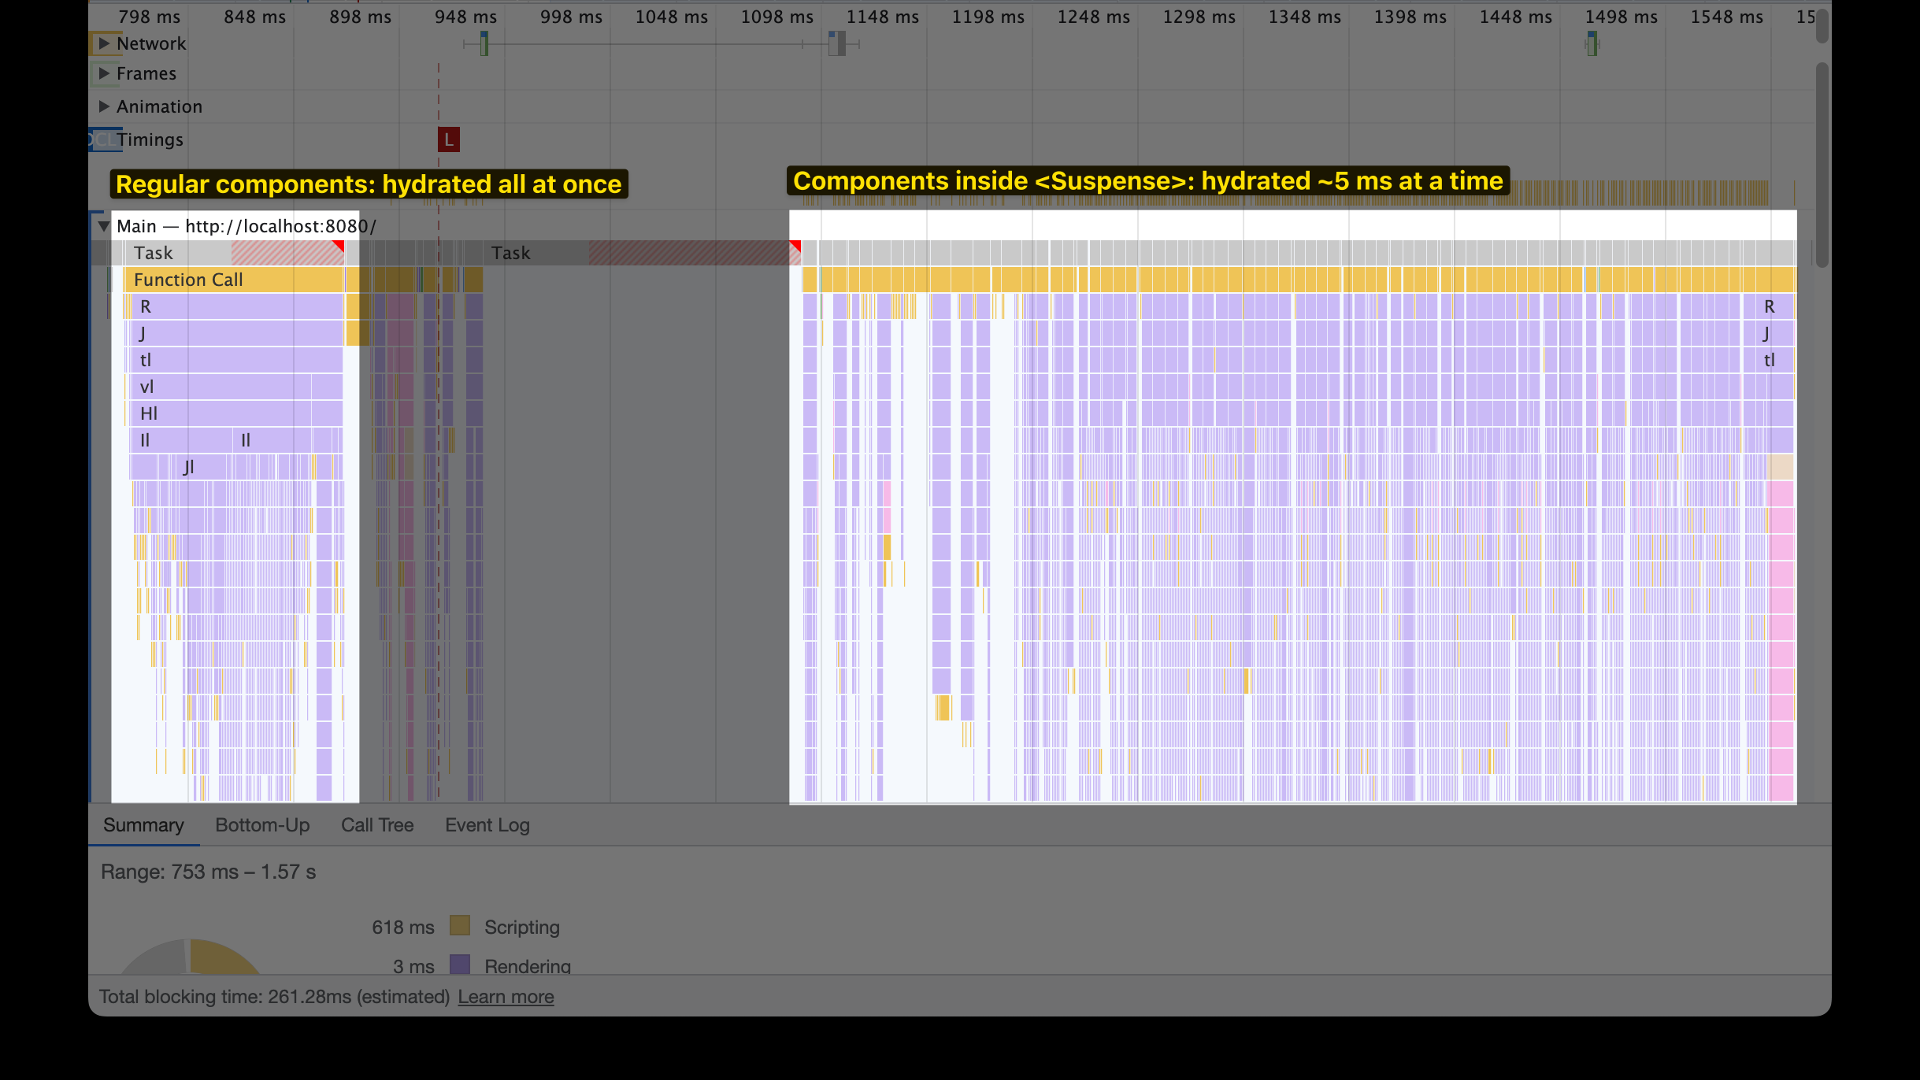 798 ms 848 ms 898 ms 948 ms 998 ms 1048 ms 1098 ms 1148 ms 1198 ms 1248 ms 1298 ms 1348 ms 1398 ms 1448 ms 1498 ms 1548 ms 15
Network
Frames
Animation
DCL Timings
L
Regular components: hydrated all at once
Components inside <Suspense>: hydrated ~5 ms at a time
Main — http://localhost:8080/
Task Task
Function Call
R R
J J
tl tl
vl
Hl
Il Il
Jl
Summary Bottom-Up Call Tree Event Log
Range: 753 ms – 1.57 s
618 ms Scripting
3 ms Rendering
Total blocking time: 261.28ms (estimated) Learn more